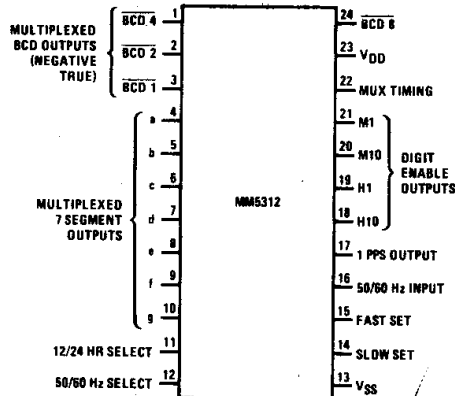 MULTIPLEXED
BCD OUTPUTS
(NEGATIVE
TRUE)
BCD 4 1
BCD 2 2
BCD 1 3
MULTIPLEXED
7 SEGMENT
OUTPUTS
a 4
b 5
c 6
d 7
e 8
f 9
g 10
12/24 HR SELECT 11
50/60 Hz SELECT 12
MM5312
24 BCD 8
23 VDD
22 MUX TIMING
21 M1
20 M10
19 H1
18 H10
DIGIT
ENABLE
OUTPUTS
17 1 PPS OUTPUT
16 50/60 Hz INPUT
15 FAST SET
14 SLOW SET
13 VSS